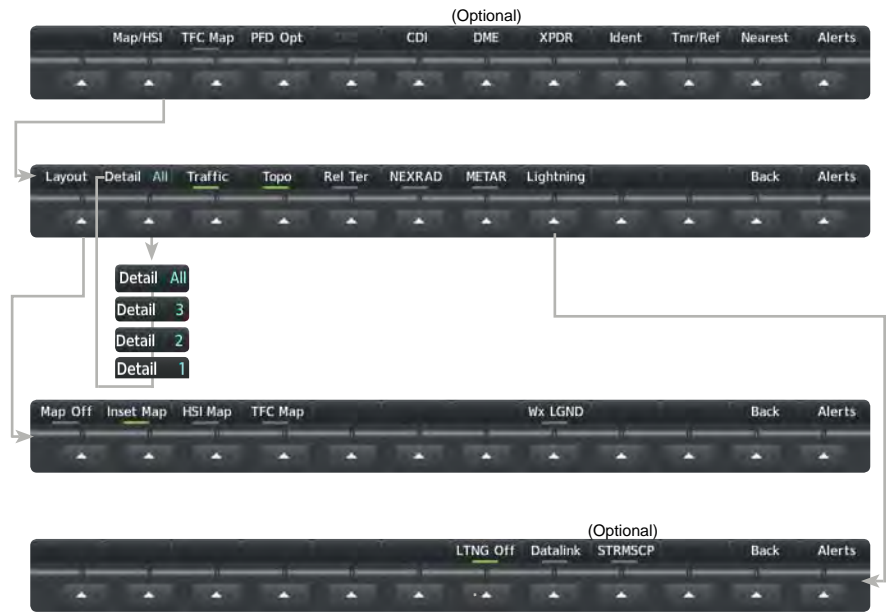 (Optional)
Map/HSI TFC Map PFD Opt CDI DME XPDR Ident Tmr/Ref Nearest Alerts
Layout Detail All Traffic Topo Rel Ter NEXRAD METAR Lightning Back Alerts
Detail All
Detail 3
Detail 2
Detail 1
Map Off Inset Map HSI Map TFC Map Wx LGND Back Alerts
(Optional)
LTNG Off Datalink STRMSCP Back Alerts